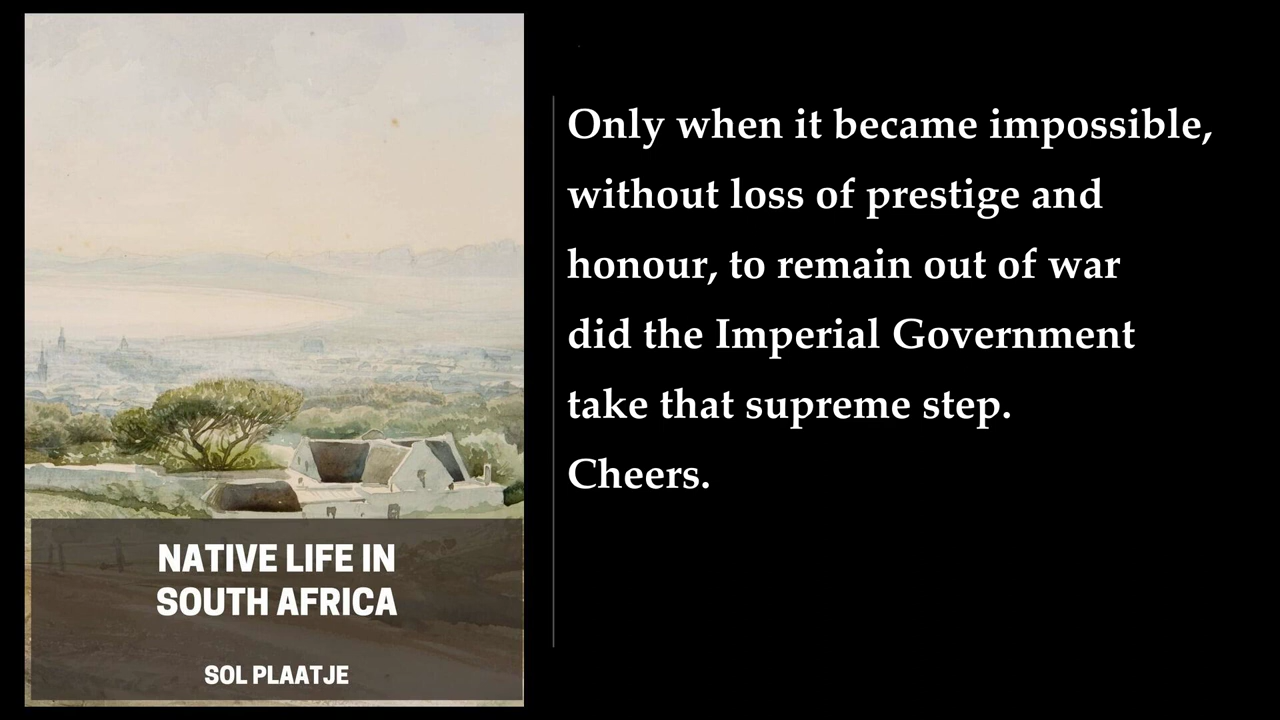 Only when it became impossible,
without loss of prestige and
honour, to remain out of war
did the Imperial Government
take that supreme step.
Cheers.
NATIVE LIFE IN
SOUTH AFRICA
SOL PLAATJE